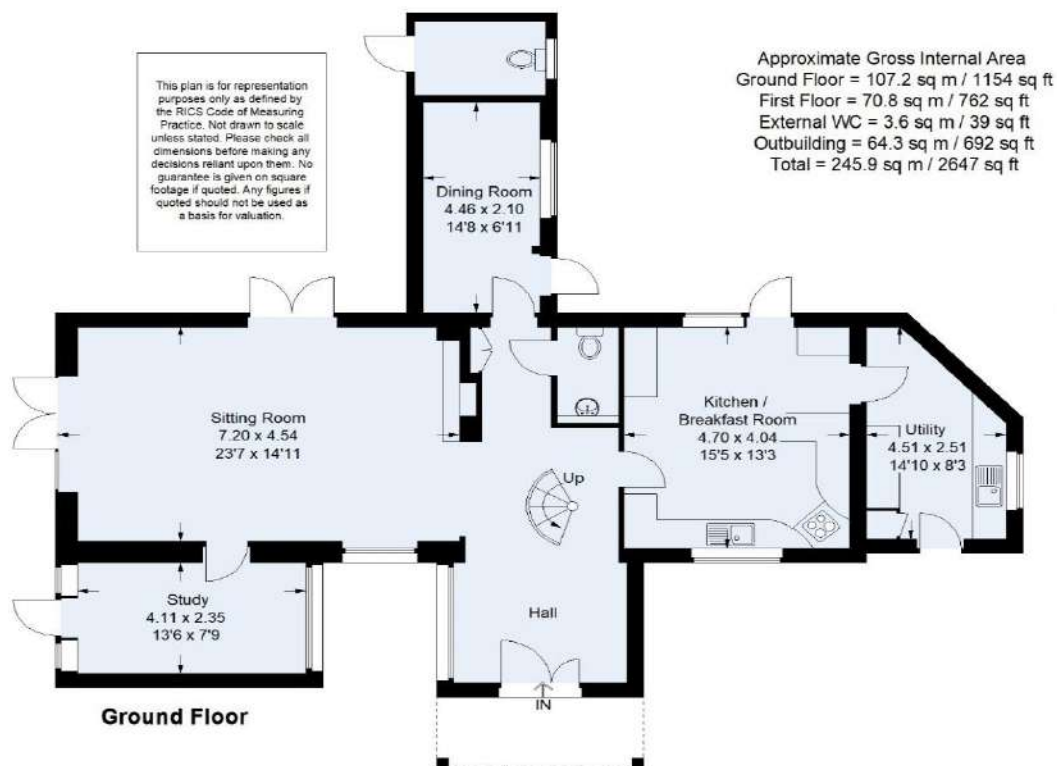 This plan is for representation
purposes only as defined by
the RICS Code of Measuring
Practice. Not drawn to scale
unless stated. Please check all
dimensions before making any
decisions reliant upon them. No
guarantee is given on square
footage if quoted. Any figures if
quoted should not be used as
a basis for valuation.
Approximate Gross Internal Area
Ground Floor = 107.2 sq m / 1154 sq ft
First Floor = 70.8 sq m / 762 sq ft
External WC = 3.6 sq m / 39 sq ft
Outbuilding = 64.3 sq m / 692 sq ft
Total = 245.9 sq m / 2647 sq ft
Dining Room
4.46 x 2.10
14'8 x 6'11
Sitting Room
7.20 x 4.54
23'7 x 14'11
Up
Kitchen /
Breakfast Room
4.70 x 4.04
15'5 x 13'3
Utility
4.51 x 2.51
14'10 x 8'3
Study
4.11 x 2.35
13'6 x 7'9
Hall
IN
Ground Floor